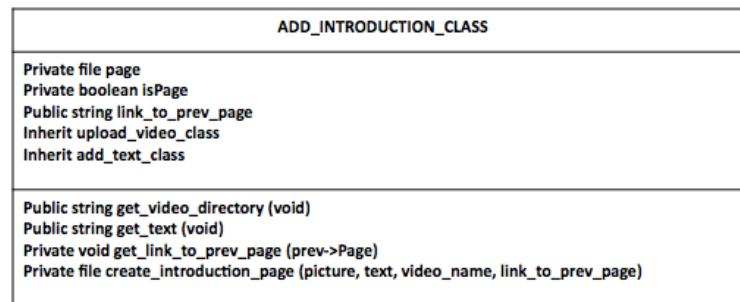 ADD_INTRODUCTION_CLASS
Private file page
Private boolean isPage
Public string link_to_prev_page
Inherit upload_video_class
Inherit add_text_class
Public string get_video_directory (void)
Public string get_text (void)
Private void get_link_to_prev_page (prev->Page)
Private file create_introduction_page (picture, text, video_name, link_to_prev_page)